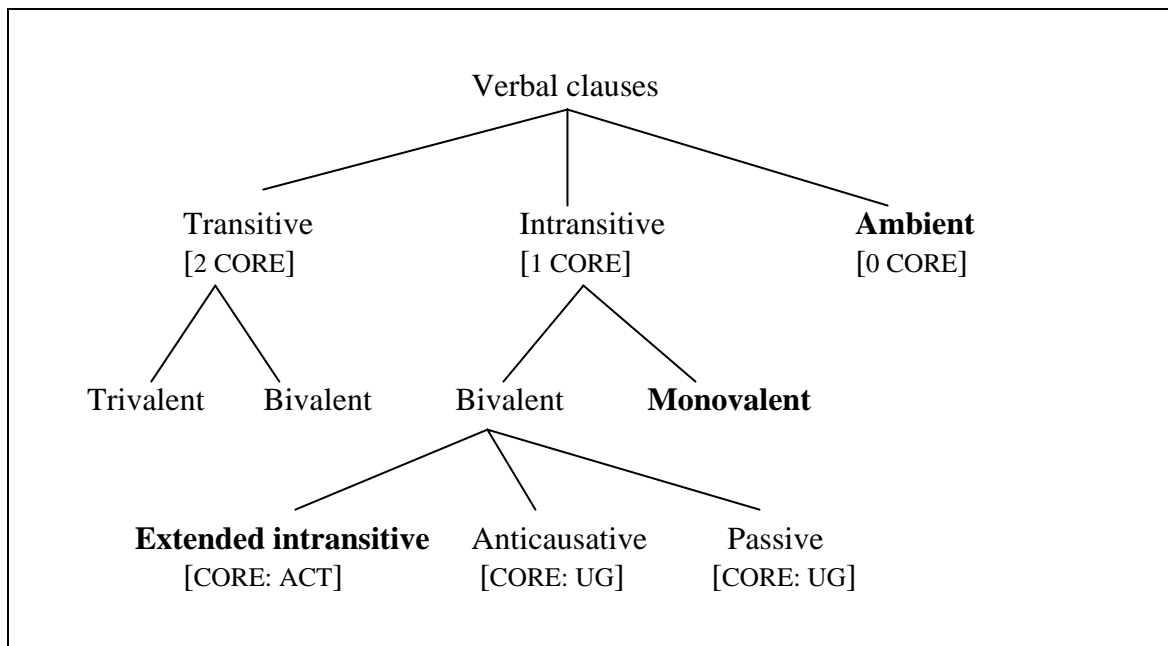 Verbal clauses
Transitive Intransitive Ambient
[2 CORE] [1 CORE] [0 CORE]
Trivalent Bivalent Bivalent Monovalent
Extended intransitive Anticausative Passive
[CORE: ACT] [CORE: UG] [CORE: UG]